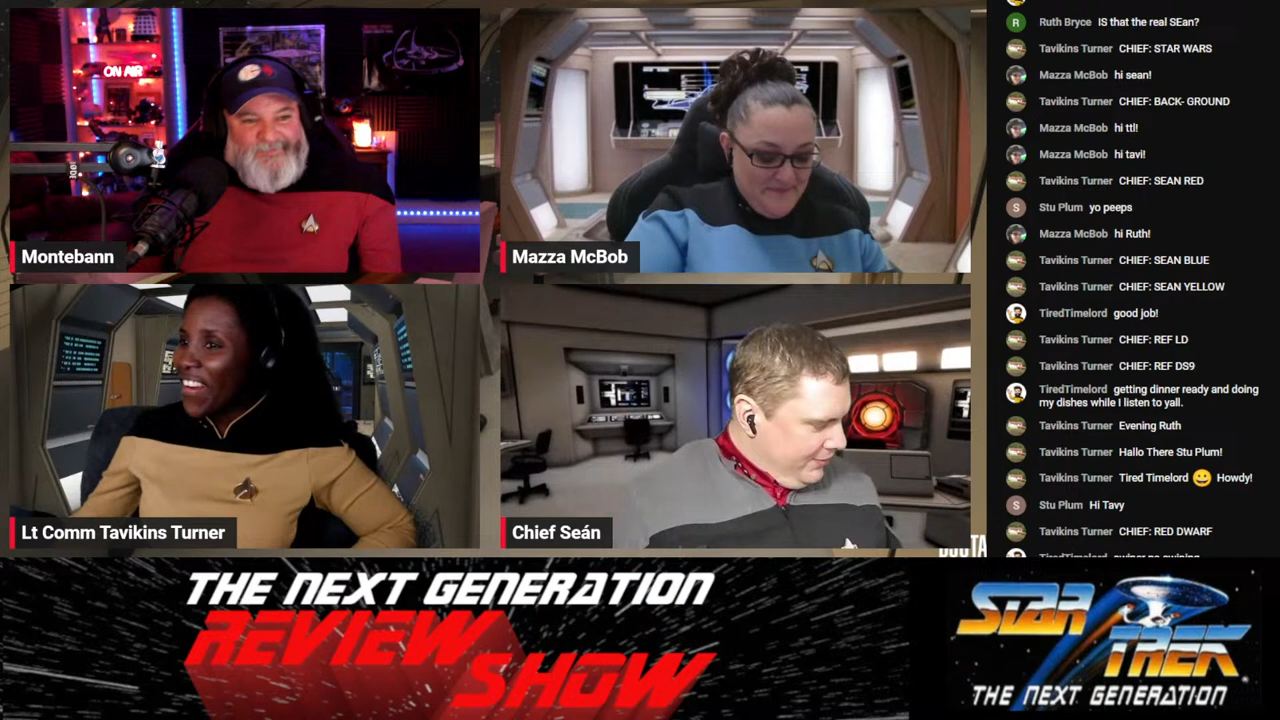 ON AIR
Montebann
Mazza McBob
Lt Comm Tavikins Turner
Chief Seán
Ruth Bryce IS that the real SEan?
Tavikins Turner CHIEF: STAR WARS
Mazza McBob hi sean!
Tavikins Turner CHIEF: BACK- GROUND
Mazza McBob hi ttl!
Mazza McBob hi tavi!
Tavikins Turner CHIEF: SEAN RED
Stu Plum yo peeps
Mazza McBob hi Ruth!
Tavikins Turner CHIEF: SEAN BLUE
Tavikins Turner CHIEF: SEAN YELLOW
TiredTimelord good job!
Tavikins Turner CHIEF: REF LD
Tavikins Turner CHIEF: REF DS9
TiredTimelord getting dinner ready and doing
my dishes while I listen to yall.
Tavikins Turner Evening Ruth
Tavikins Turner Hallo There Stu Plum!
Tavikins Turner Tired Timelord 😀 Howdy!
Stu Plum Hi Tavy
Tavikins Turner CHIEF: RED DWARF
THE NEXT GENERATION
REVIEW
SHOW
STAR
TREK
THE NEXT GENERATION